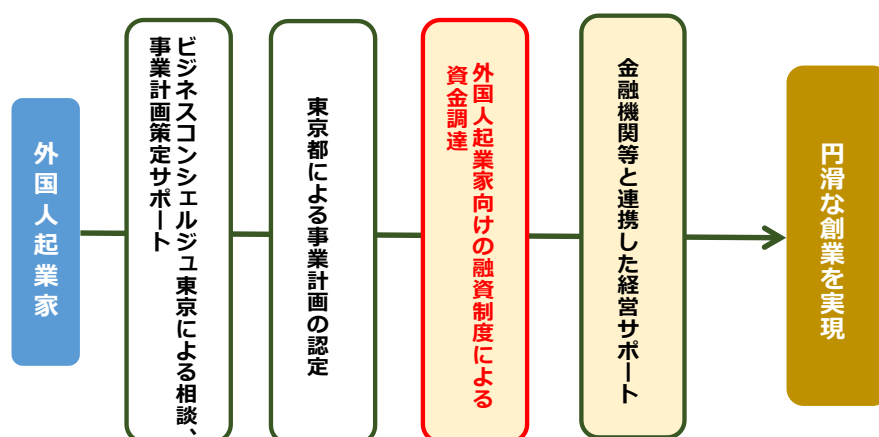 外国人起業家
ビジネスコンシェルジュ東京による相談、
事業計画策定サポート
東京都による事業計画の認定
外国人起業家向けの融資制度による
資金調達
金融機関等と連携した経営サポート
円滑な創業を実現